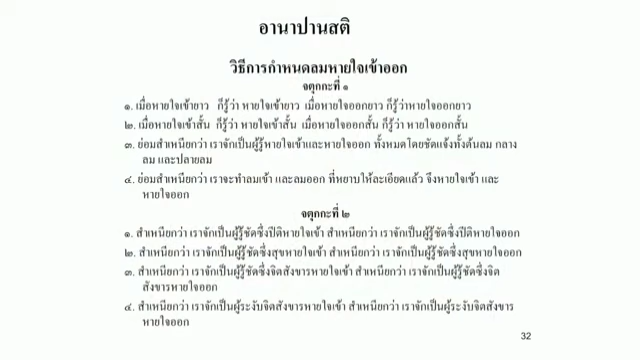 อานาปานสติ
วิธีการกำหนดลมหายใจเข้าออก
จตุกกะที่ ๑
๑. เมื่อหายใจเข้ายาว ก็รู้ว่า หายใจเข้ายาว เมื่อหายใจออกยาว ก็รู้ว่าหายใจออกยาว
๒. เมื่อหายใจเข้าสั้น ก็รู้ว่า หายใจเข้าสั้น เมื่อหายใจออกสั้น ก็รู้ว่า หายใจออกสั้น
๓. ย่อมสำเหนียกว่า เราจักเป็นผู้รู้หายใจเข้าและหายใจออก ทั้งหมดโดยชัดแจ้งทั้งต้นลม กลาง
ลม และปลายลม
๔. ย่อมสำเหนียกว่า เราจะทำลมเข้า และลมออก ที่หยาบให้ละเอียดแล้ว จึงหายใจเข้า และ
หายใจออก
จตุกกะที่ ๒
๑. สำเหนียกว่า เราจักเป็นผู้รู้ชัดซึ่งปีติหายใจเข้า สำเหนียกว่า เราจักเป็นผู้รู้ชัดซึ่งปีติหายใจออก
๒. สำเหนียกว่า เราจักเป็นผู้รู้ชัดซึ่งสุขหายใจเข้า สำเหนียกว่า เราจักเป็นผู้รู้ชัดซึ่งสุขหายใจออก
๓. สำเหนียกว่า เราจักเป็นผู้รู้ชัดซึ่งจิตสังขารหายใจเข้า สำเหนียกว่า เราจักเป็นผู้รู้ชัดซึ่งจิต
สังขารหายใจออก
๔. สำเหนียกว่า เราจักเป็นผู้ระงับจิตสังขารหายใจเข้า สำเหนียกว่า เราจักเป็นผู้ระงับจิตสังขาร
หายใจออก
32